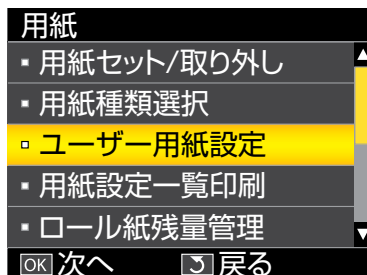 用紙
用紙セット/取り外し
用紙種類選択
ユーザー用紙設定
用紙設定一覧印刷
ロール紙残量管理
OK 次へ 戻る